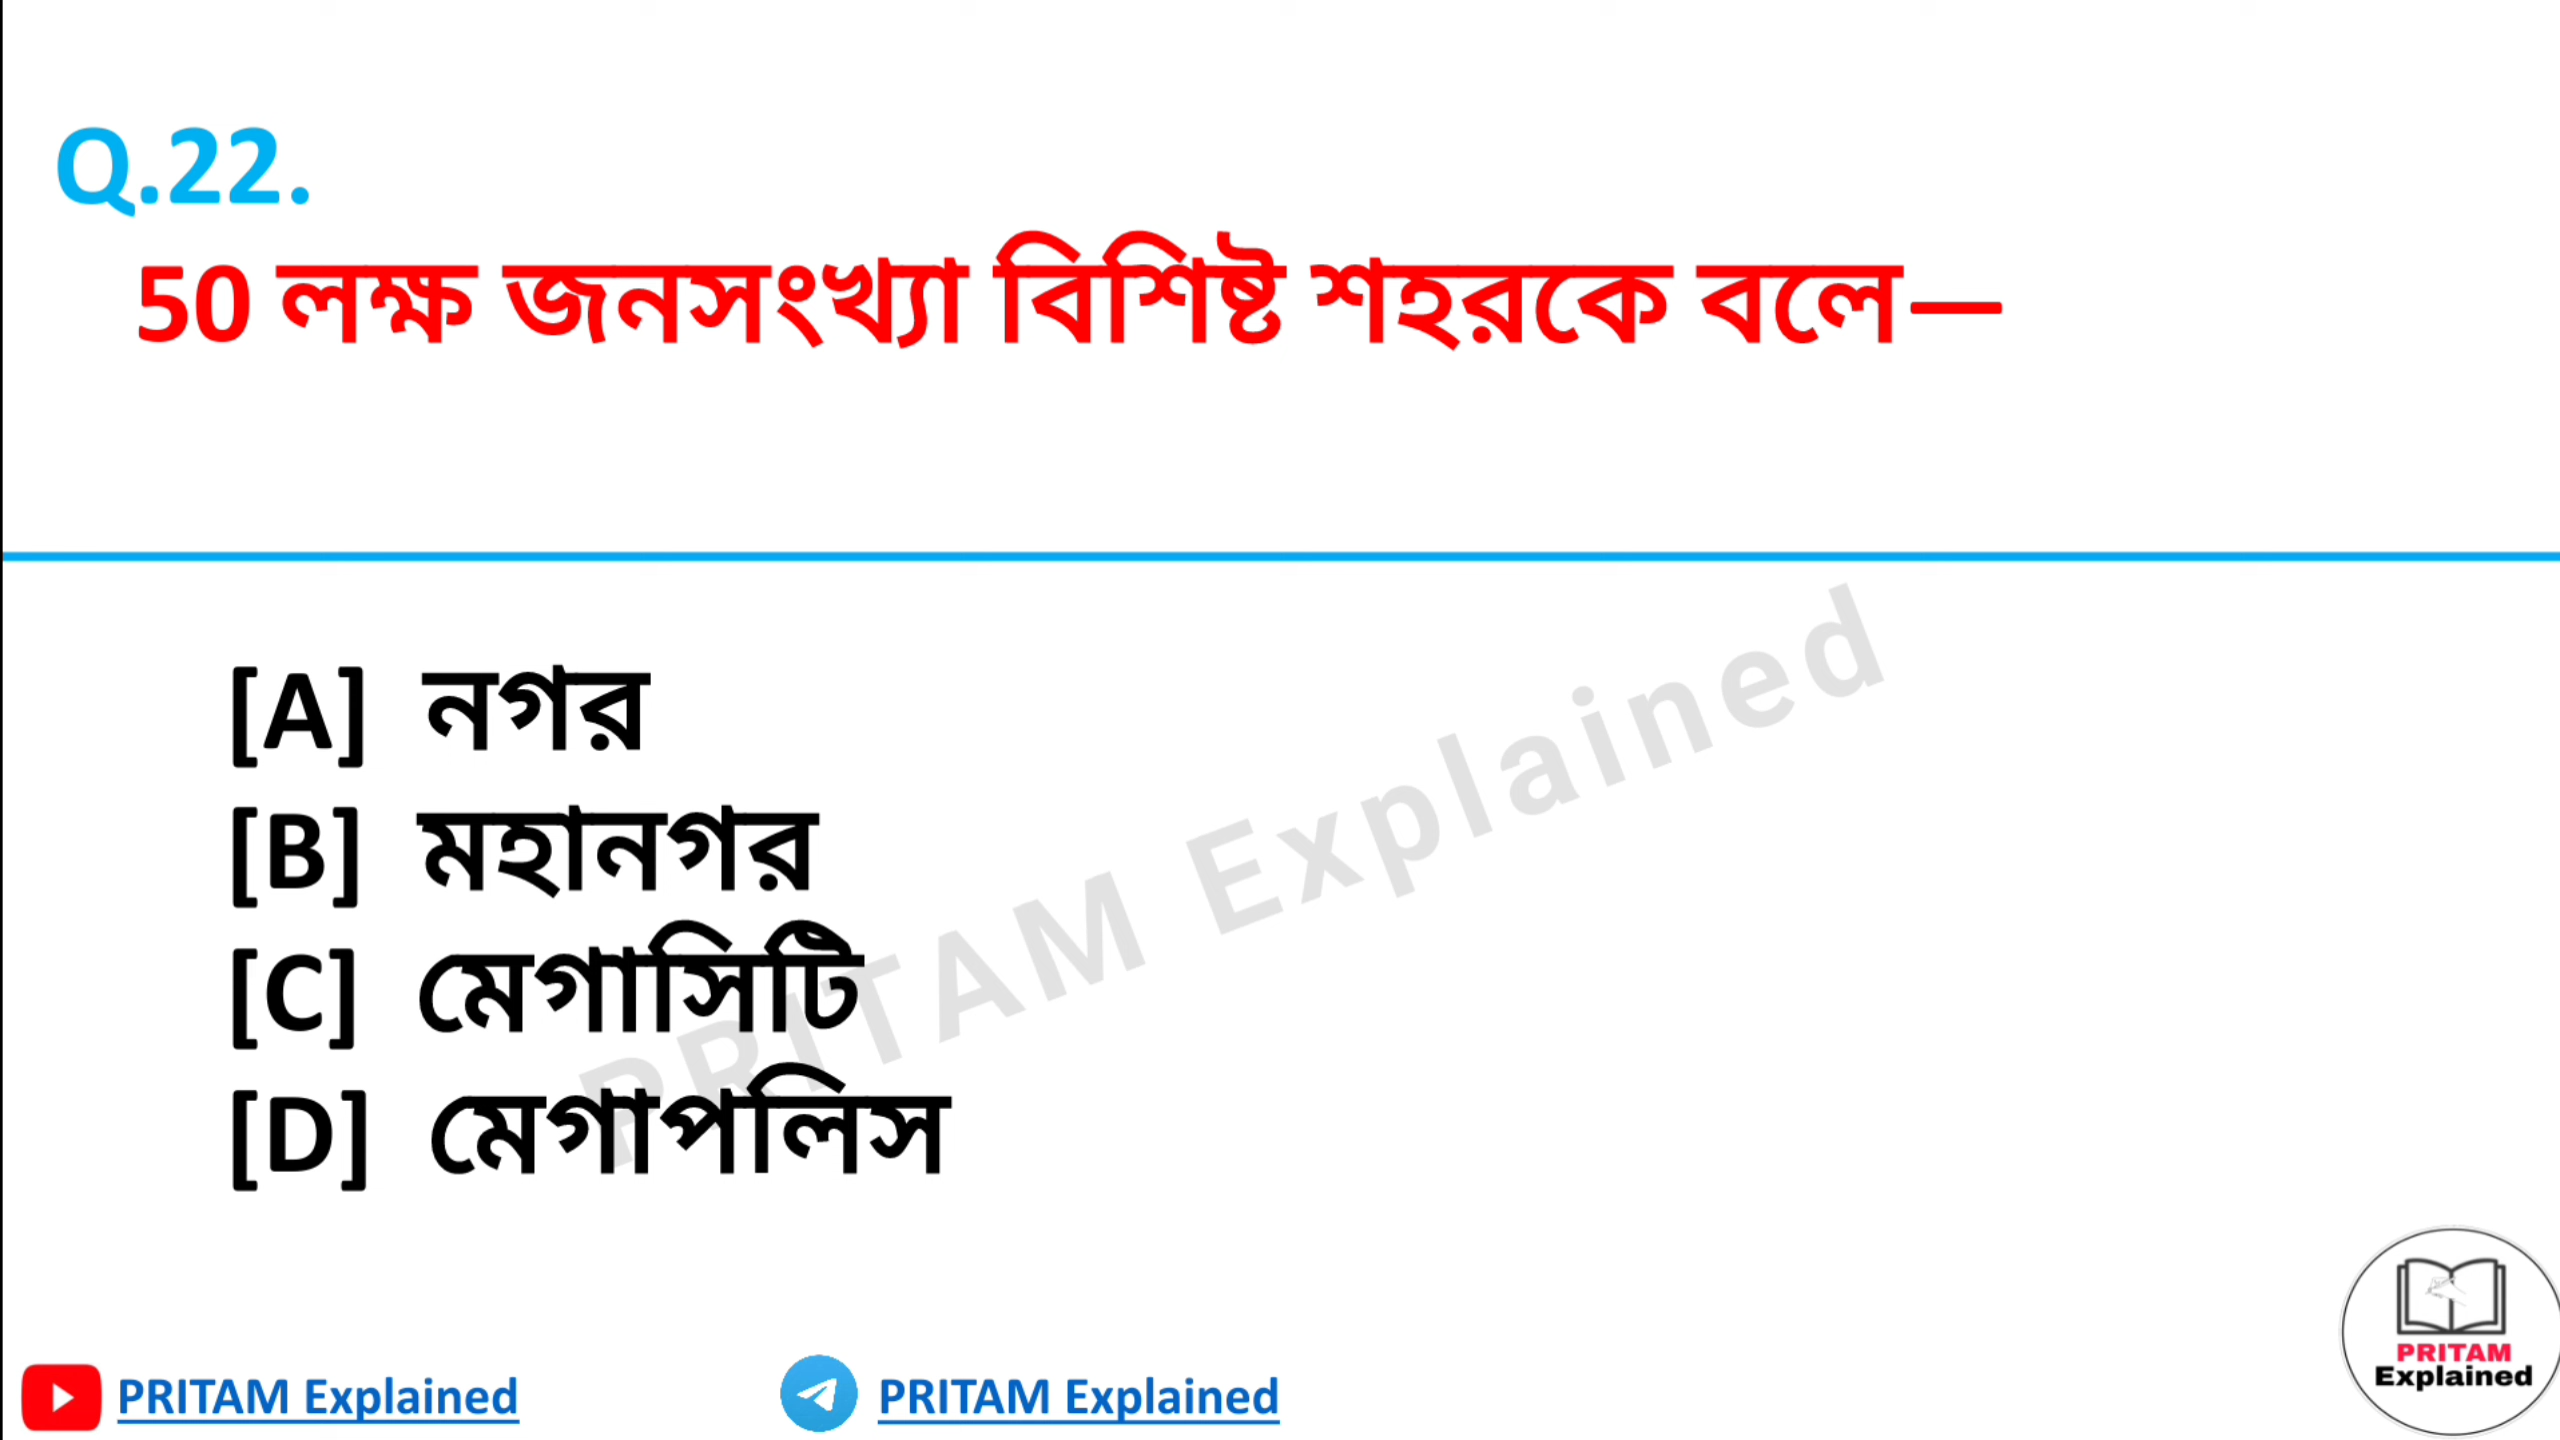 Q.22.
50 লক্ষ জনসংখ্যা বিশিষ্ট শহরকে বলে—
[A] নগর
[B] মহানগর
[C] মেগাসিটি
[D] মেগাপলিস
PRITAM Explained
PRITAM Explained
PRITAM Explained
PRITAM
Explained